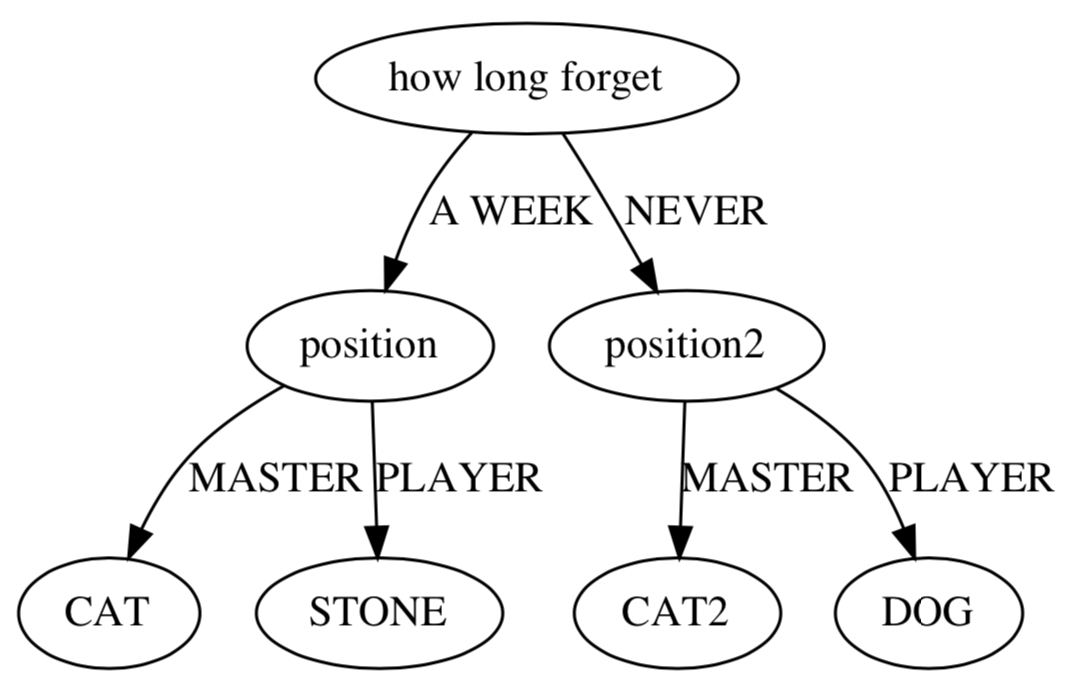 how long forget
A WEEK
NEVER
position
position2
MASTER
PLAYER
MASTER
PLAYER
CAT
STONE
CAT2
DOG